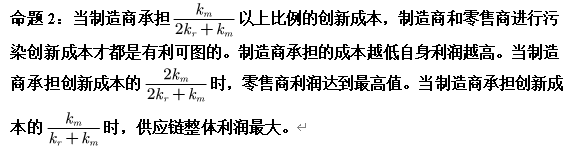 命题 2：当制造商承担 $\frac{k_m}{2k_r+k_m}$ 以上比例的创新成本，制造商和零售商进行污
染创新成本才都是有利可图的。制造商承担的成本越低自身利润越高。当制造
商承担创新成本的 $\frac{2k_m}{2k_r+k_m}$ 时，零售商利润达到最高值。当制造商承担创新成
本的 $\frac{k_m}{k_r+k_m}$ 时，供应链整体利润最大。↵